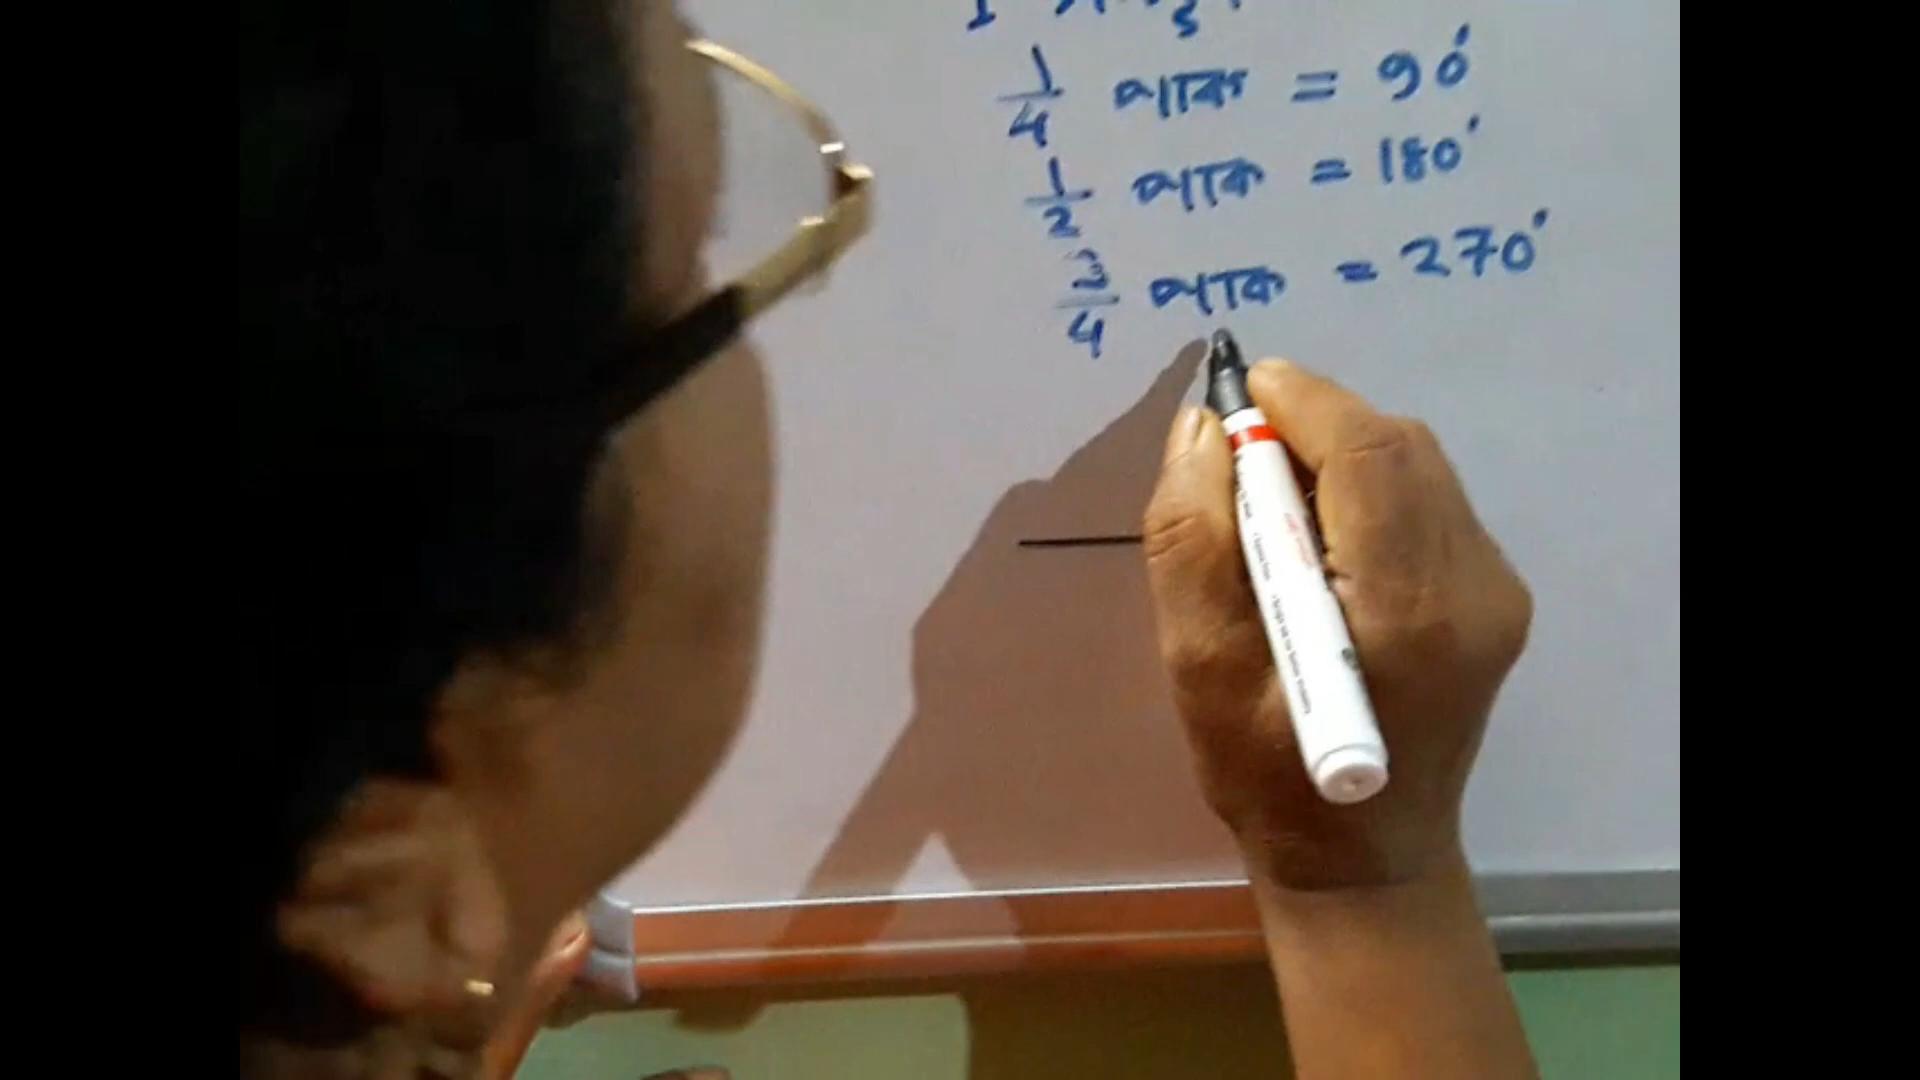 1/4 পাক = 90°
1/2 পাক = 180°
3/4 পাক = 270°